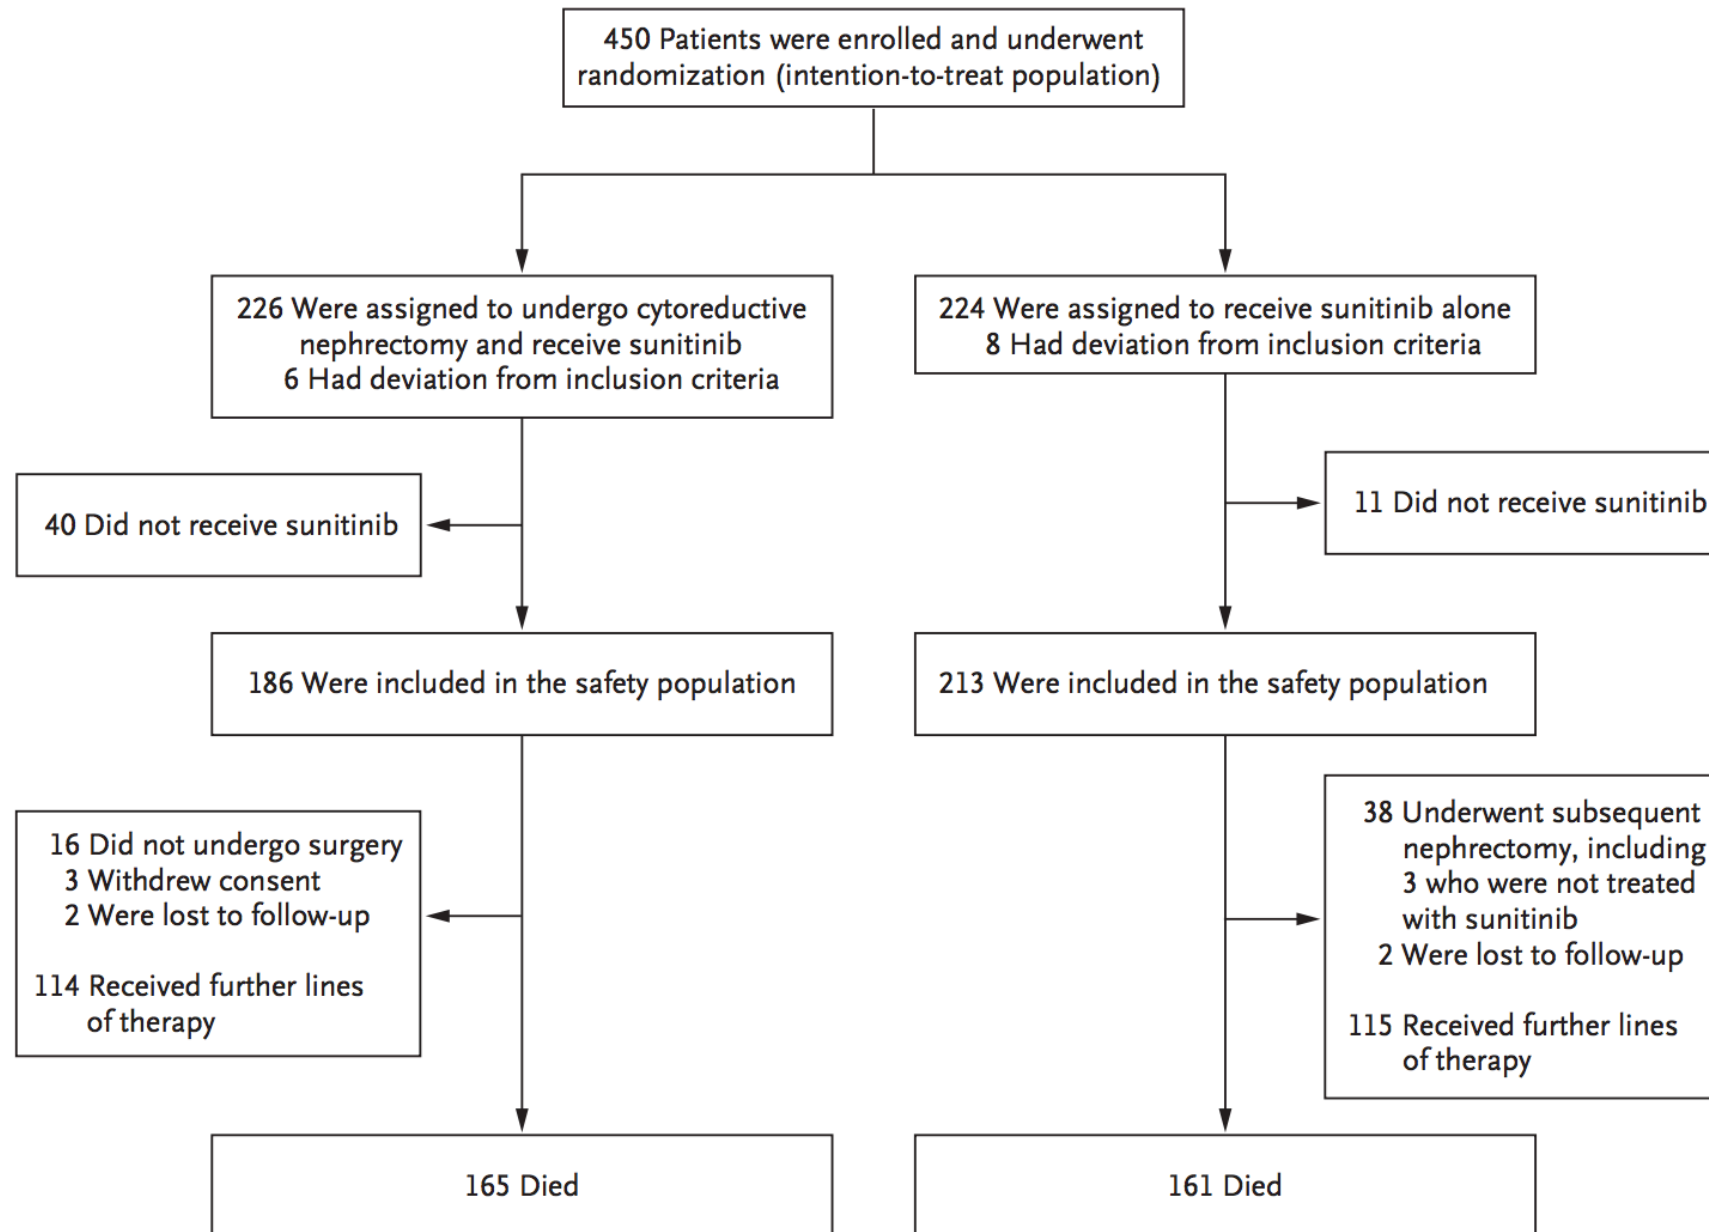 450 Patients were enrolled and underwent
randomization (intention-to-treat population)
226 Were assigned to undergo cytoreductive
nephrectomy and receive sunitinib
6 Had deviation from inclusion criteria
224 Were assigned to receive sunitinib alone
8 Had deviation from inclusion criteria
40 Did not receive sunitinib
11 Did not receive sunitinib
186 Were included in the safety population
213 Were included in the safety population
16 Did not undergo surgery
3 Withdrew consent
2 Were lost to follow-up
114 Received further lines
of therapy
38 Underwent subsequent
nephrectomy, including
3 who were not treated
with sunitinib
2 Were lost to follow-up
115 Received further lines
of therapy
165 Died
161 Died